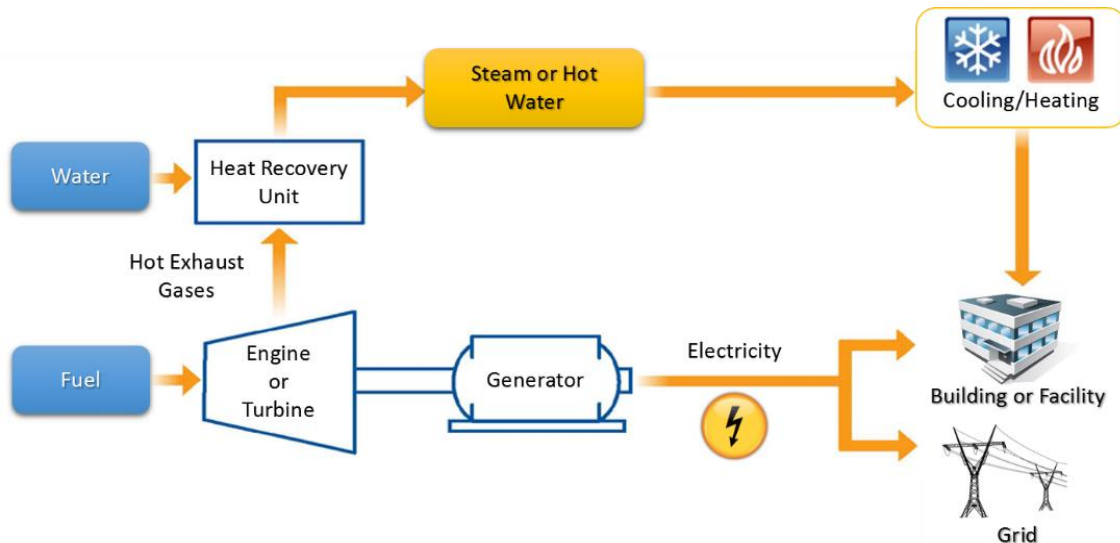 Steam or Hot
Water
Cooling/Heating
Water
Heat Recovery
Unit
Hot Exhaust
Gases
Fuel
Engine
or
Turbine
Generator
Electricity
Building or Facility
Grid